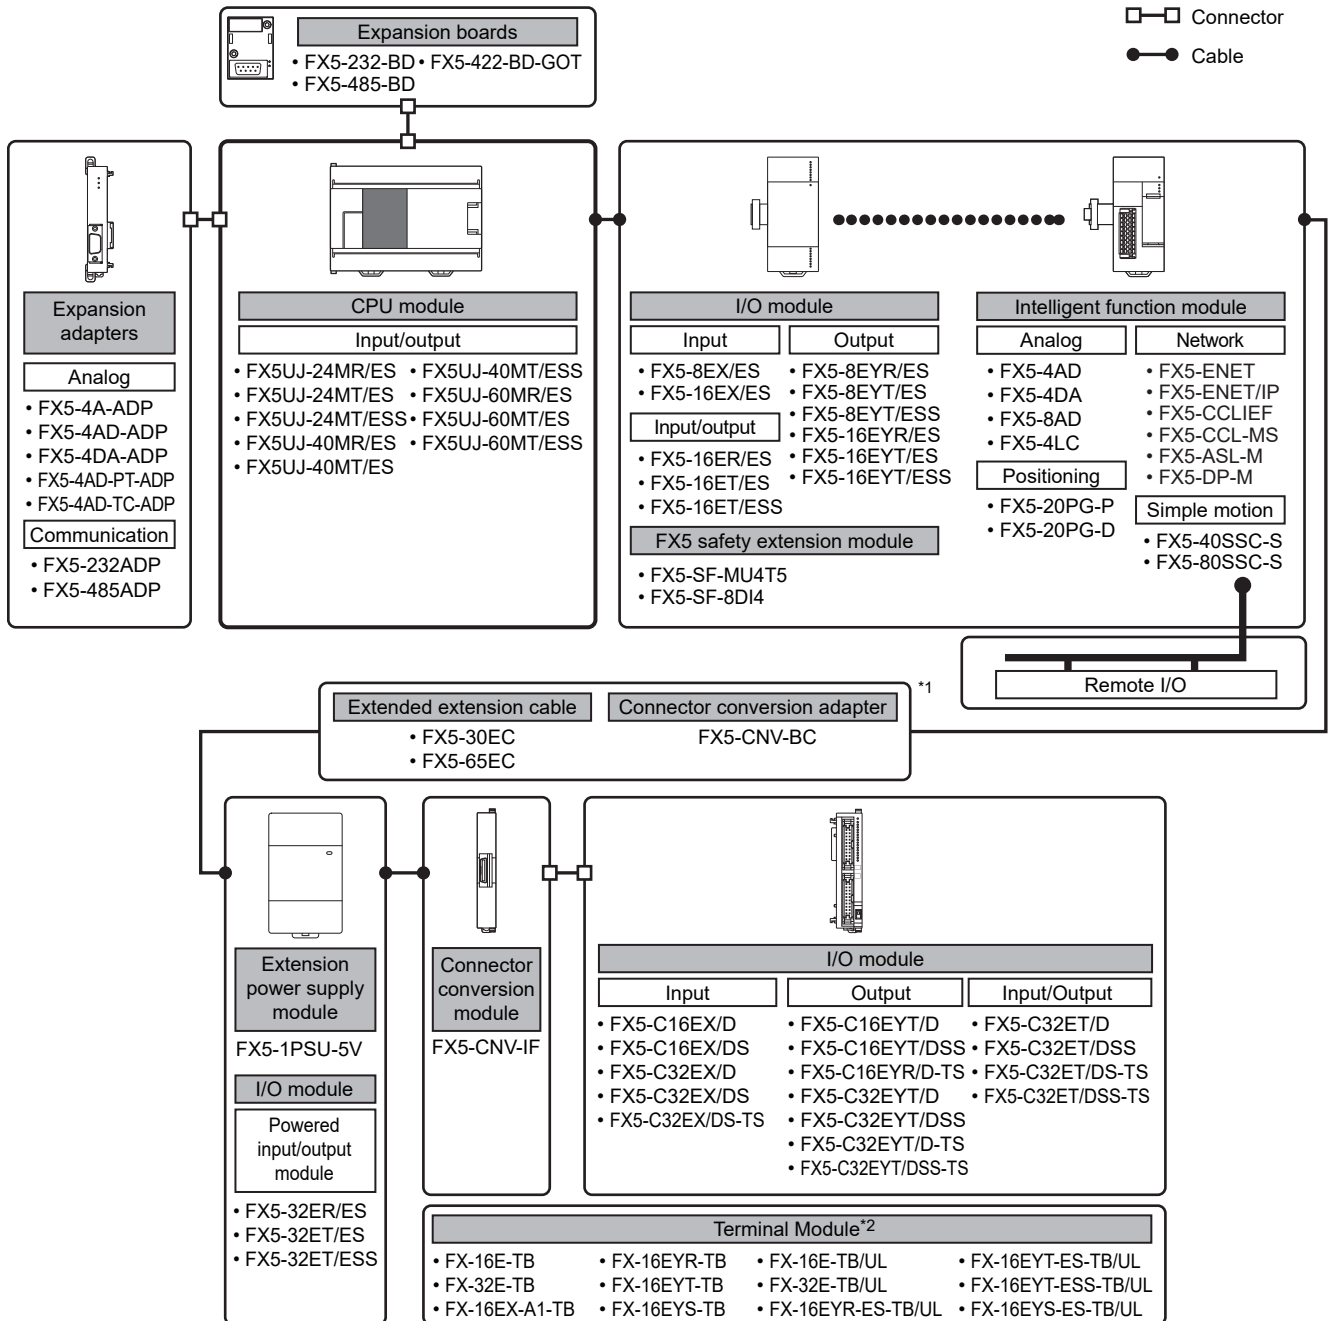 Connector
Cable
Expansion boards
• FX5-232-BD • FX5-422-BD-GOT
• FX5-485-BD
Expansion
adapters
Analog
• FX5-4A-ADP
• FX5-4AD-ADP
• FX5-4DA-ADP
• FX5-4AD-PT-ADP
• FX5-4AD-TC-ADP
Communication
• FX5-232ADP
• FX5-485ADP
CPU module
Input/output
• FX5UJ-24MR/ES • FX5UJ-40MT/ESS
• FX5UJ-24MT/ES • FX5UJ-60MR/ES
• FX5UJ-24MT/ESS • FX5UJ-60MT/ES
• FX5UJ-40MR/ES • FX5UJ-60MT/ESS
• FX5UJ-40MT/ES
I/O module
Input
• FX5-8EX/ES
• FX5-16EX/ES
Input/output
• FX5-16ER/ES
• FX5-16ET/ES
• FX5-16ET/ESS
Output
• FX5-8EYR/ES
• FX5-8EYT/ES
• FX5-8EYT/ESS
• FX5-16EYR/ES
• FX5-16EYT/ES
• FX5-16EYT/ESS
FX5 safety extension module
• FX5-SF-MU4T5
• FX5-SF-8DI4
Intelligent function module
Analog
• FX5-4AD
• FX5-4DA
• FX5-8AD
• FX5-4LC
Positioning
• FX5-20PG-P
• FX5-20PG-D
Network
• FX5-ENET
• FX5-ENET/IP
• FX5-CCLIEF
• FX5-CCL-MS
• FX5-ASL-M
• FX5-DP-M
Simple motion
• FX5-40SSC-S
• FX5-80SSC-S
Remote I/O
*1
Extended extension cable
• FX5-30EC
• FX5-65EC
Connector conversion adapter
FX5-CNV-BC
Extension
power supply
module
FX5-1PSU-5V
I/O module
Powered
input/output
module
• FX5-32ER/ES
• FX5-32ET/ES
• FX5-32ET/ESS
Connector
conversion
module
FX5-CNV-IF
I/O module
Input
• FX5-C16EX/D
• FX5-C16EX/DS
• FX5-C32EX/D
• FX5-C32EX/DS
• FX5-C32EX/DS-TS
Output
• FX5-C16EYT/D
• FX5-C16EYT/DSS
• FX5-C16EYR/D-TS
• FX5-C32EYT/D
• FX5-C32EYT/DSS
• FX5-C32EYT/D-TS
• FX5-C32EYT/DSS-TS
Input/Output
• FX5-C32ET/D
• FX5-C32ET/DSS
• FX5-C32ET/DS-TS
• FX5-C32ET/DSS-TS
Terminal Module*2
• FX-16E-TB • FX-16EYR-TB • FX-16E-TB/UL • FX-16EYT-ES-TB/UL
• FX-32E-TB • FX-16EYT-TB • FX-32E-TB/UL • FX-16EYT-ESS-TB/UL
• FX-16EX-A1-TB • FX-16EYS-TB • FX-16EYR-ES-TB/UL • FX-16EYS-ES-TB/UL